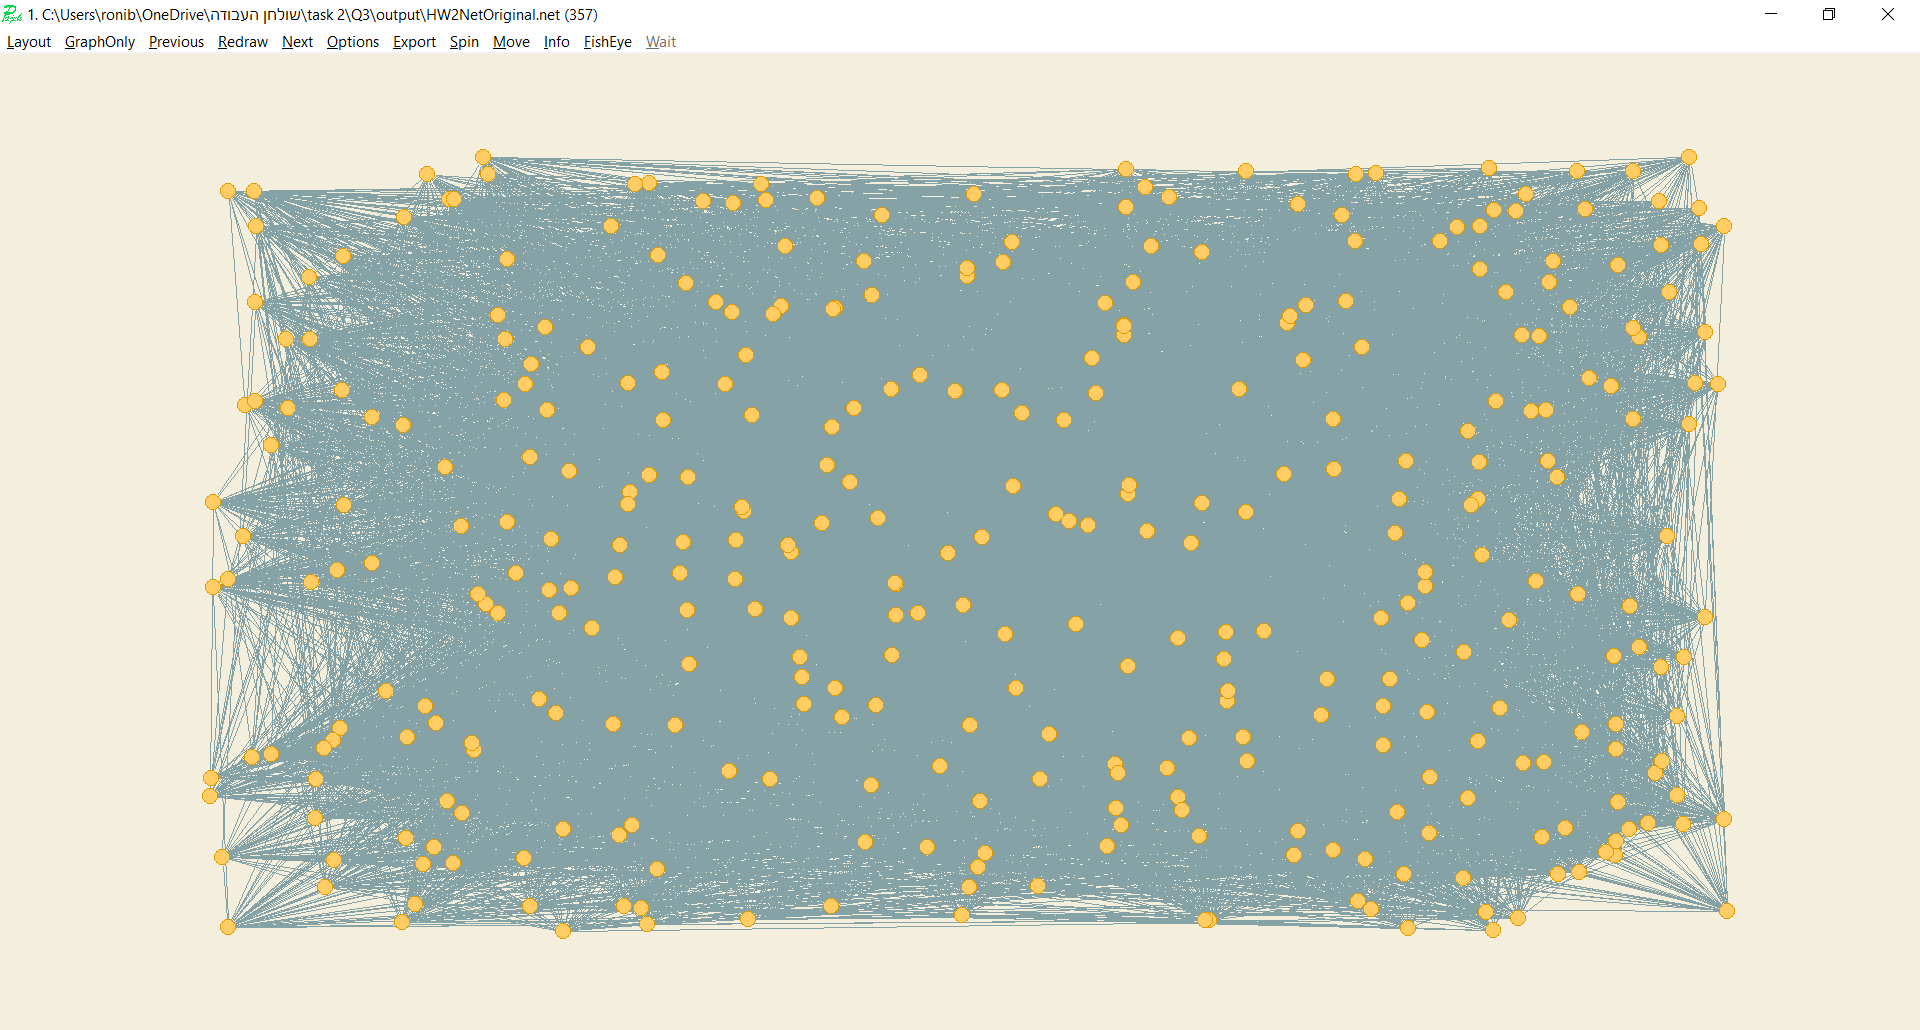 1. C:\Users\ronib\OneDrive\שולחן העבודה\task 2\Q3\output\HW2NetOriginal.net (357)
Layout GraphOnly Previous Redraw Next Options Export Spin Move Info FishEye Wait